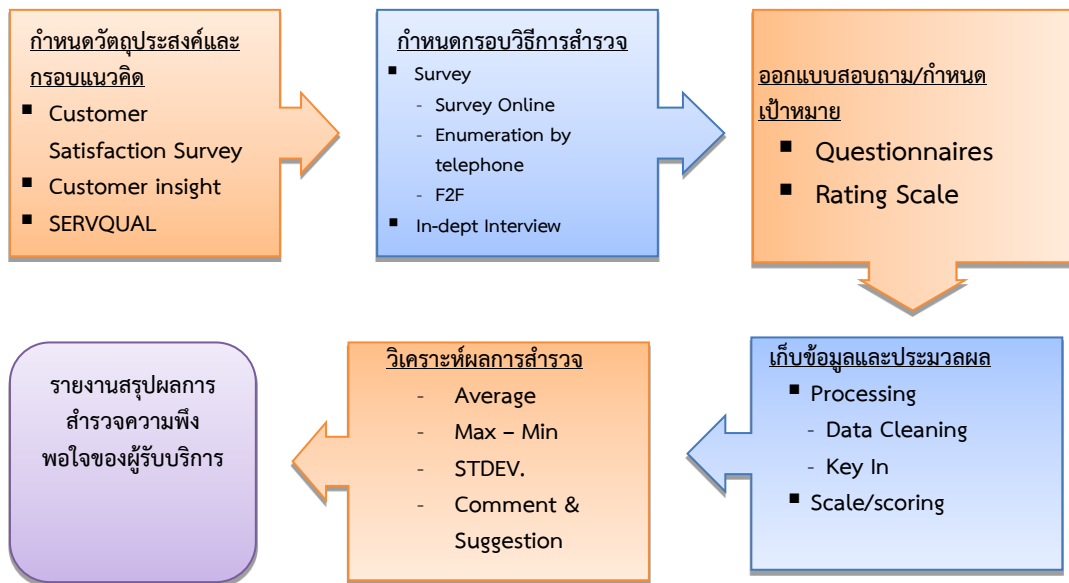 กำหนดวัตถุประสงค์และ
กรอบแนวคิด
▪ Customer
Satisfaction Survey
▪ Customer insight
▪ SERVQUAL
กำหนดกรอบวิธีการสำรวจ
▪ Survey
- Survey Online
- Enumeration by
telephone
- F2F
▪ In-dept Interview
ออกแบบสอบถาม/กำหนด
เป้าหมาย
▪ Questionnaires
▪ Rating Scale
เก็บข้อมูลและประมวลผล
▪ Processing
- Data Cleaning
- Key In
▪ Scale/scoring
วิเคราะห์ผลการสำรวจ
- Average
- Max – Min
- STDEV.
- Comment &
Suggestion
รายงานสรุปผลการ
สำรวจความพึง
พอใจของผู้รับบริการ